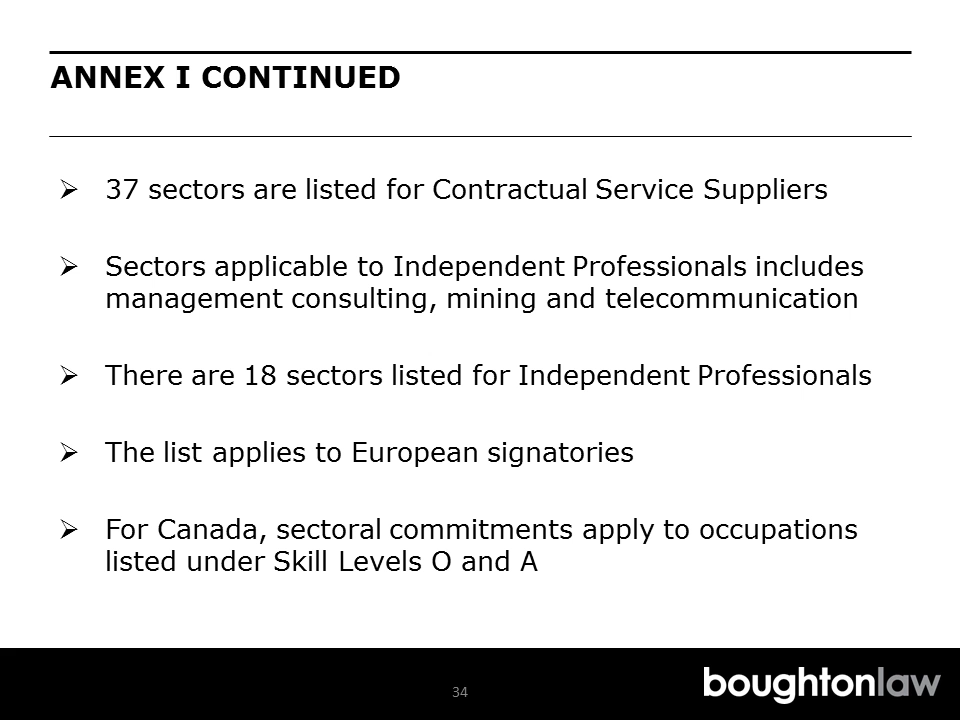 ANNEX I CONTINUED
➢ 37 sectors are listed for Contractual Service Suppliers
➢ Sectors applicable to Independent Professionals includes
management consulting, mining and telecommunication
➢ There are 18 sectors listed for Independent Professionals
➢ The list applies to European signatories
➢ For Canada, sectoral commitments apply to occupations
listed under Skill Levels O and A
34
boughtonlaw